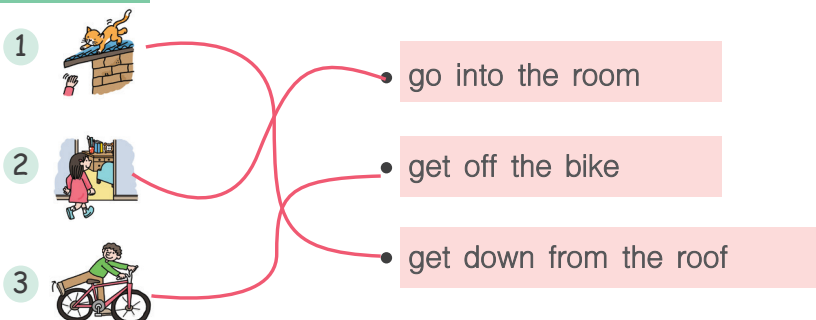 1
go into the room
2
get off the bike
3
get down from the roof